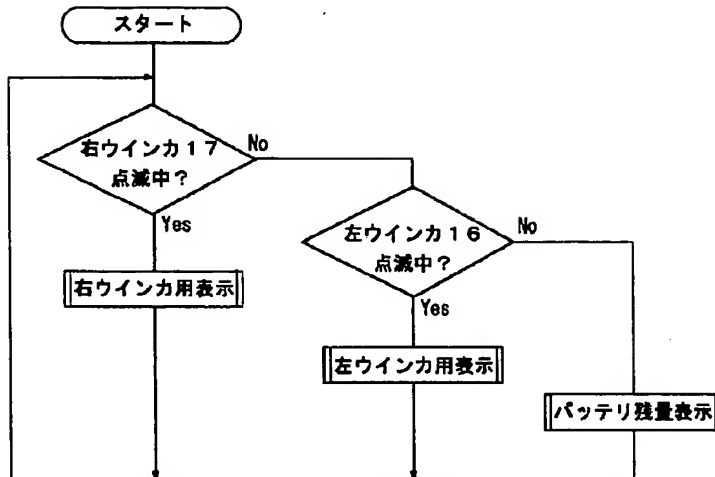 スタート
右ウインカ17
点滅中？
No
Yes
右ウインカ用表示
左ウインカ16
点滅中？
No
Yes
左ウインカ用表示
バッテリ残量表示